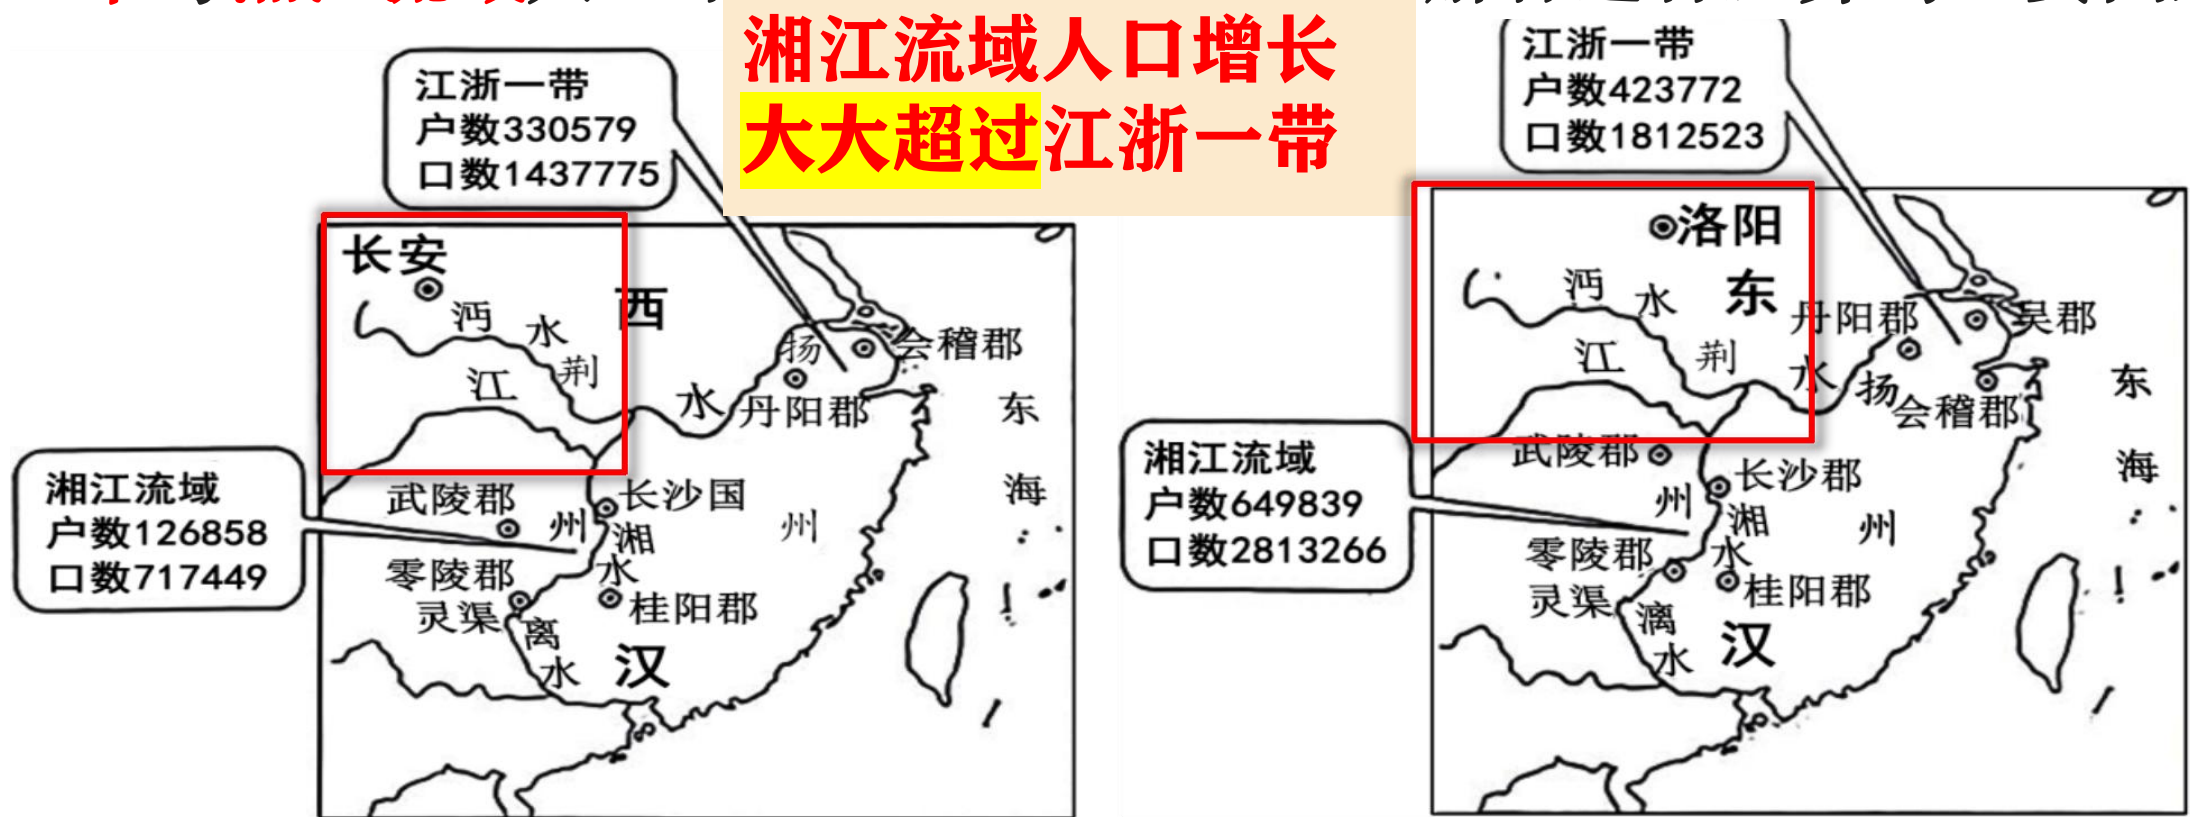 湘江流域人口增长
大大超过江浙一带
江浙一带
户数330579
口数1437775
长安
沔
水
西
荆
江
扬
会稽郡
水
丹阳郡
东
海
湘江流域
户数126858
口数717449
武陵郡
州
长沙国
湘
水
州
零陵郡
灵渠
桂阳郡
离
水
汉
江浙一带
户数423772
口数1812523
洛阳
沔
水
东
丹阳郡
吴郡
江
荆
水
扬
会稽郡
东
海
湘江流域
户数649839
口数2813266
武陵郡
州
长沙郡
湘
水
州
零陵郡
灵渠
桂阳郡
漓
水
汉